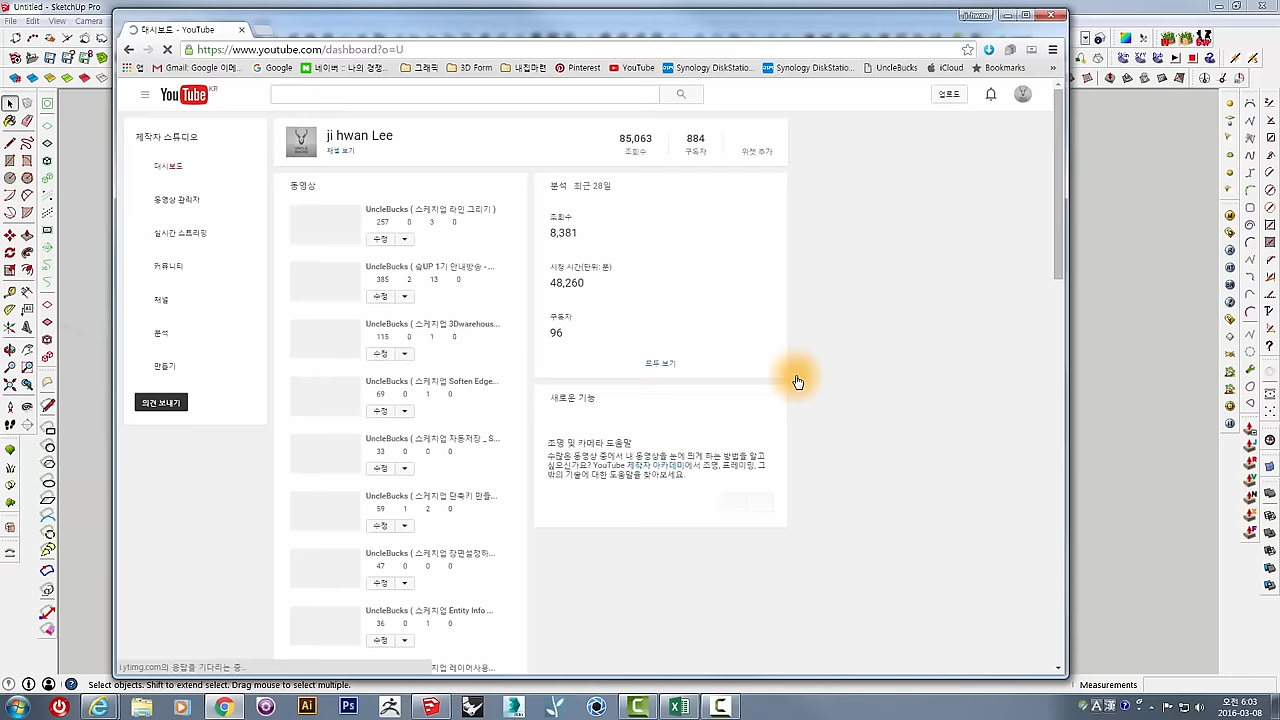 Untitled - SketchUp Pro
File Edit View Camera
ji hwan
대시보드 - YouTube
https://www.youtube.com/dashboard?o=U
앱 Gmail: Google 이메... Google 네이버 :: 나의경... 그래픽 3D Form 내집마련 Pinterest YouTube Synology DiskStatio... Synology DiskStatio... UncleBucks iCloud Bookmarks »
YouTube KR
업로드
제작자 스튜디오
대시보드
동영상 관리자
실시간 스트리밍
커뮤니티
채널
분석
만들기
의견 보내기
ji hwan Lee
채널 보기
85,063
조회수
884
구독자
위젯 추가
동영상
UncleBucks ( 스케치업 라인 그리기 )
257 0 3 0
수정
UncleBucks ( 숲UP 1기 안내방송 - ...
385 2 13 0
수정
UncleBucks ( 스케치업 3Dwarehous...
115 0 1 0
수정
UncleBucks ( 스케치업 Soften Edge...
69 0 1 0
수정
UncleBucks ( 스케치업 자동저장 _ S...
33 0 0 0
수정
UncleBucks ( 스케치업 단축키 만들...
59 1 2 0
수정
UncleBucks ( 스케치업 장면설정하...
47 0 0 0
수정
UncleBucks ( 스케치업 Entity Info ...
36 0 1 0
수정
치업 레이어사용...
분석 최근 28일
조회수
8,381
시청 시간(단위: 분)
48,260
구독자
96
모두 보기
새로운 기능
조명 및 카메라 도움말
수많은 동영상 중에서 내 동영상을 눈에 띄게 하는 방법을 알고
싶으신가요? YouTube 제작자 아카데미에서 조명, 프레이밍, 그
밖의 기술에 대한 도움말을 찾아보세요.
i.ytimg.com의 응답을 기다리는 중...
Select objects. Shift to extend select. Drag mouse to select multiple.
Measurements
오전 6:03
2016-03-08